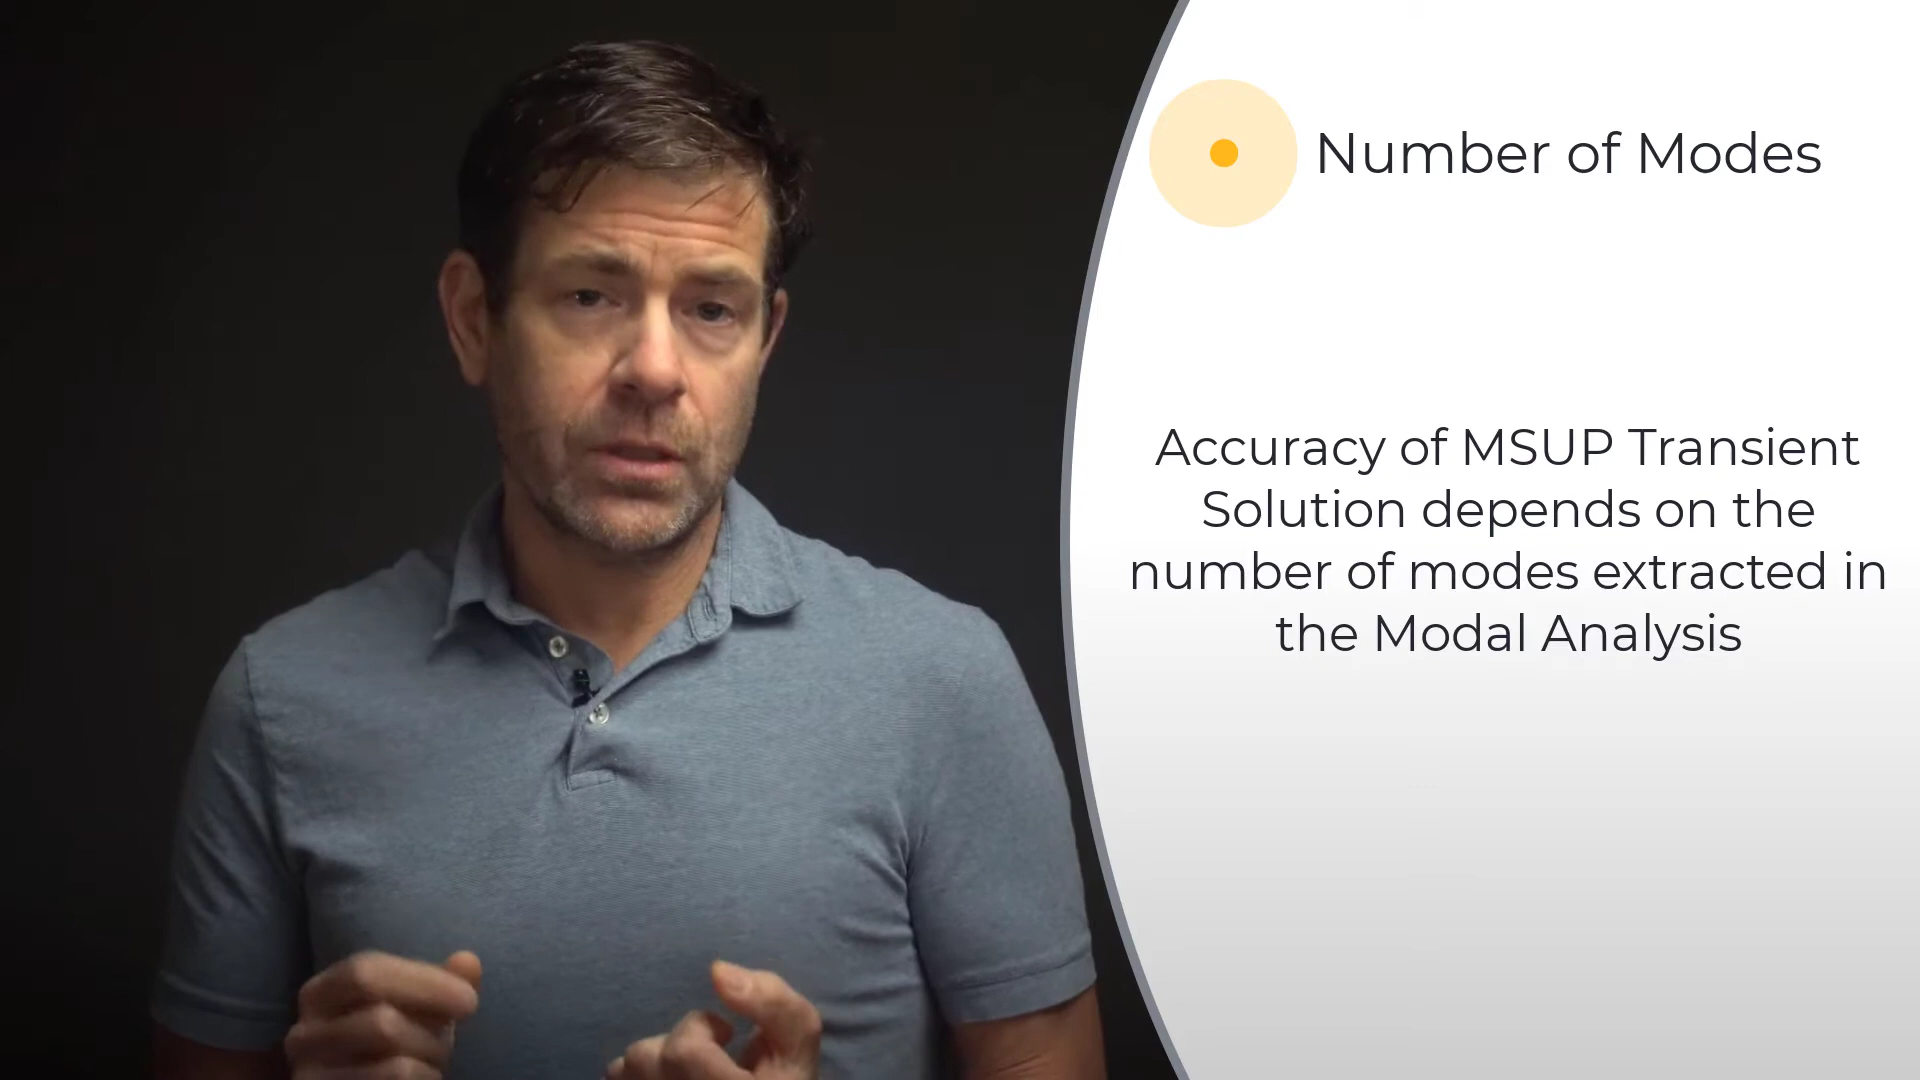 Number of Modes
Accuracy of MSUP Transient
Solution depends on the
number of modes extracted in
the Modal Analysis